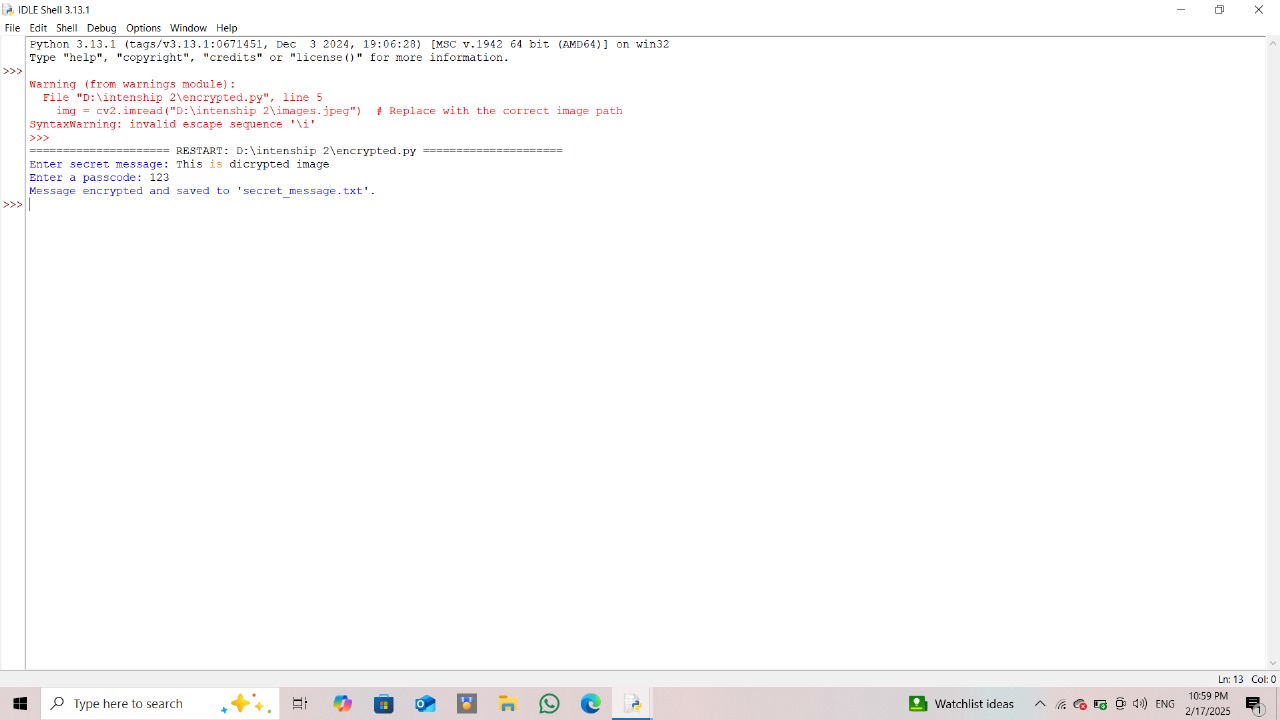 IDLE Shell 3.13.1
File Edit Shell Debug Options Window Help
Python 3.13.1 (tags/v3.13.1:0671451, Dec  3 2024, 19:06:28) [MSC v.1942 64 bit (AMD64)] on win32
Type "help", "copyright", "credits" or "license()" for more information.
>>>
Warning (from warnings module):
  File "D:\intenship 2\encrypted.py", line 5
    img = cv2.imread("D:\intenship 2\images.jpeg")  # Replace with the correct image path
SyntaxWarning: invalid escape sequence '\i'
>>>
===================== RESTART: D:\intenship 2\encrypted.py =====================
Enter secret message: This is dicrypted image
Enter a passcode: 123
Message encrypted and saved to 'secret_message.txt'.
>>>
Ln: 13 Col: 0
Type here to search
Watchlist ideas
ENG
10:59 PM
2/17/2025
1